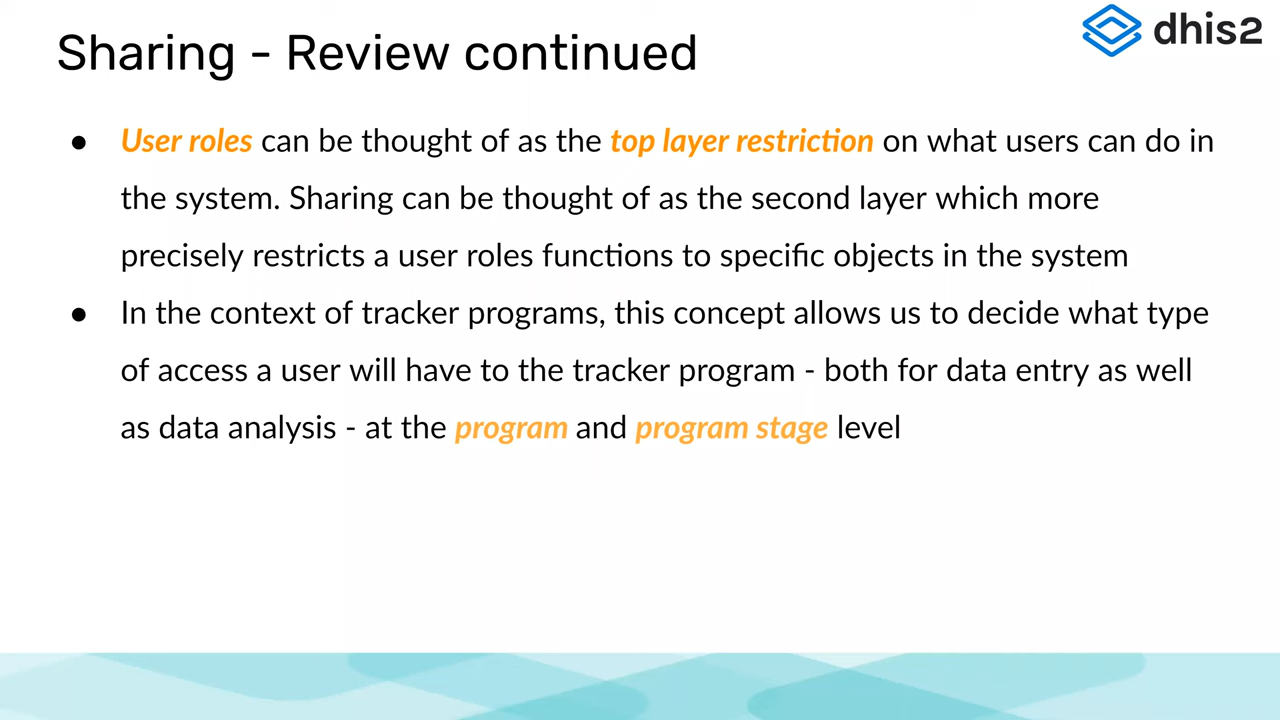 Sharing - Review continued
dhis2
● User roles can be thought of as the top layer restriction on what users can do in
the system. Sharing can be thought of as the second layer which more
precisely restricts a user roles functions to specific objects in the system
● In the context of tracker programs, this concept allows us to decide what type
of access a user will have to the tracker program - both for data entry as well
as data analysis - at the program and program stage level